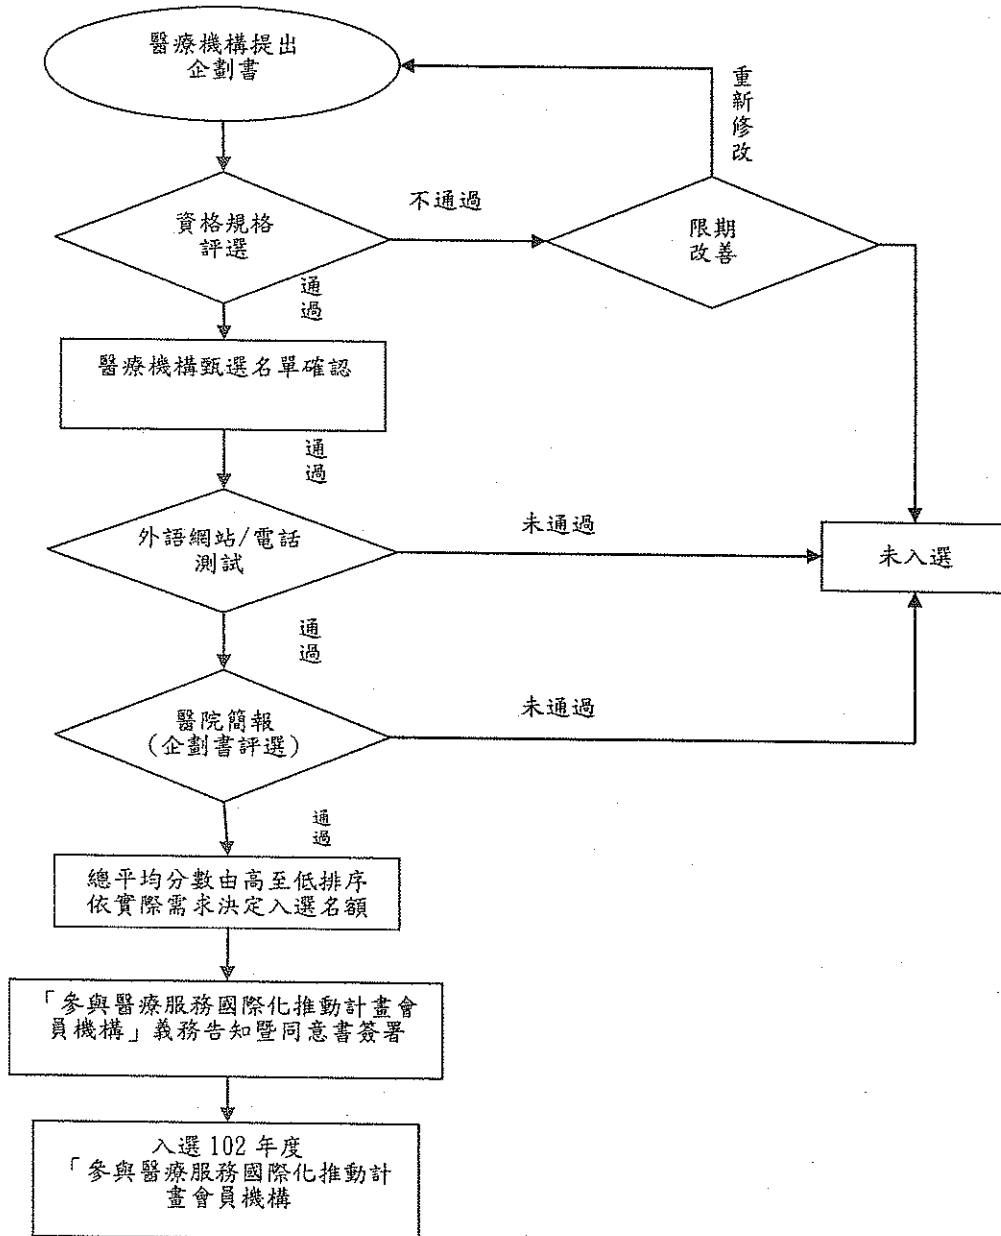 醫療機構提出
企劃書
重新修改
資格規格
評選
不通過
限期
改善
通過
醫療機構甄選名單確認
通過
外語網站/電話
測試
未通過
未入選
通過
醫院簡報
(企劃書評選)
未通過
通過
總平均分數由高至低排序
依實際需求決定入選名額
「參與醫療服務國際化推動計畫會
員機構」義務告知暨同意書簽署
入選 102 年度
「參與醫療服務國際化推動計
畫會員機構